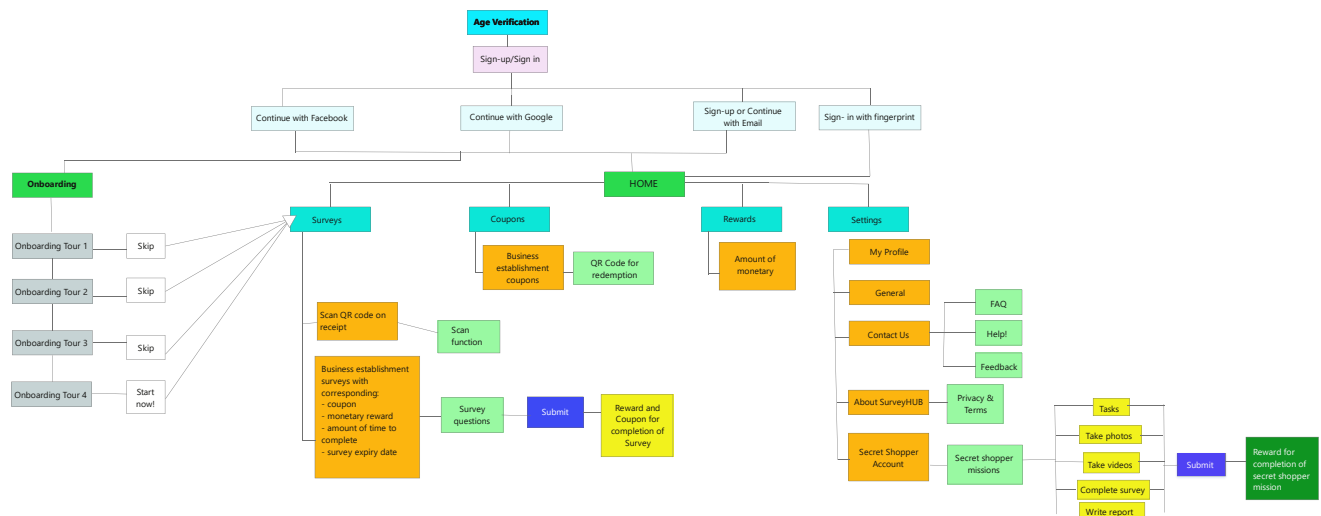 Age Verification
Sign-up/Sign in
Continue with Facebook
Continue with Google
Sign-up or Continue
with Email
Sign- in with fingerprint
Onboarding
HOME
Surveys
Coupons
Rewards
Settings
Onboarding Tour 1
Skip
Onboarding Tour 2
Skip
Onboarding Tour 3
Skip
Onboarding Tour 4
Start
now!
Scan QR code on
receipt
Scan
function
Business establishment
surveys with
corresponding:
- coupon
- monetary reward
- amount of time to
complete
- survey expiry date
Survey
questions
Submit
Reward and
Coupon for
completion of
Survey
Business
establishment
coupons
QR Code for
redemption
Amount of
monetary
My Profile
General
Contact Us
FAQ
Help!
Feedback
About SurveyHUB
Privacy &
Terms
Secret Shopper
Account
Secret shopper
missions
Tasks
Take photos
Take videos
Complete survey
Write report
Submit
Reward for
completion of
secret shopper
mission